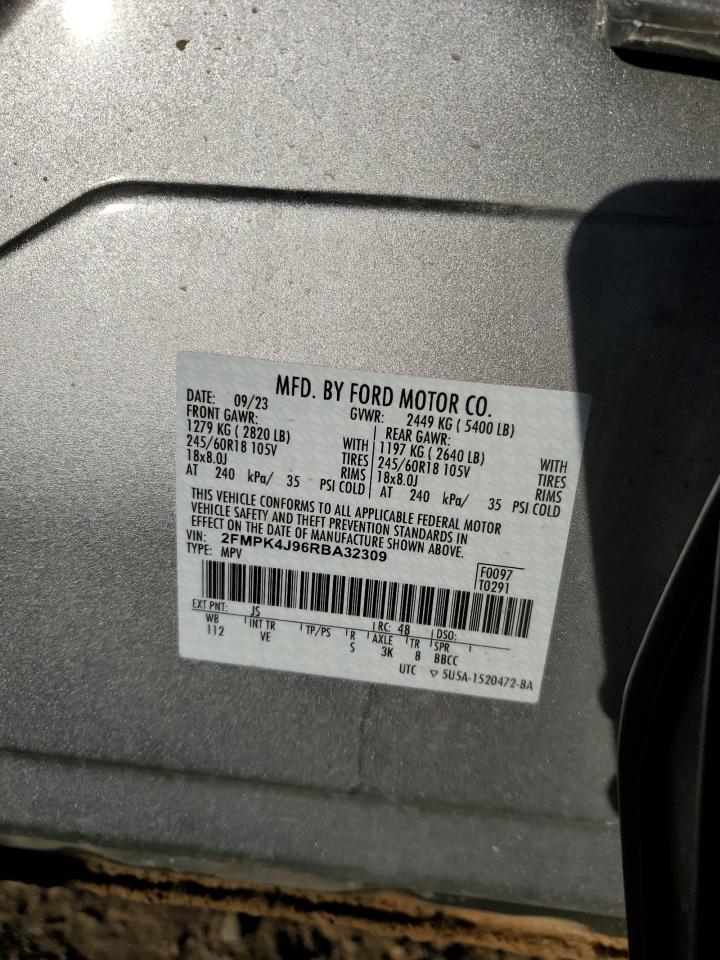 MFD. BY FORD MOTOR CO.
DATE: 09/23 GVWR: 2449 KG ( 5400 LB)
FRONT GAWR: REAR GAWR:
1279 KG ( 2820 LB) WITH 1197 KG ( 2640 LB) WITH
245/60R18 105V TIRES 245/60R18 105V TIRES
18x8.0J RIMS 18x8.0J RIMS
AT 240 kPa/ 35 PSI COLD AT 240 kPa/ 35 PSI COLD
THIS VEHICLE CONFORMS TO ALL APPLICABLE FEDERAL MOTOR
VEHICLE SAFETY AND THEFT PREVENTION STANDARDS IN
EFFECT ON THE DATE OF MANUFACTURE SHOWN ABOVE.
VIN: 2FMPK4J96RBA32309
TYPE: MPV
F0097
T0291
EXT PNT: JS RC: 48 DSO:
WB INT TR TP/PS R AXLE TR SPR
112 VE S 3K 8 BBCC
UTC ▽ 5U5A-1520472-BA